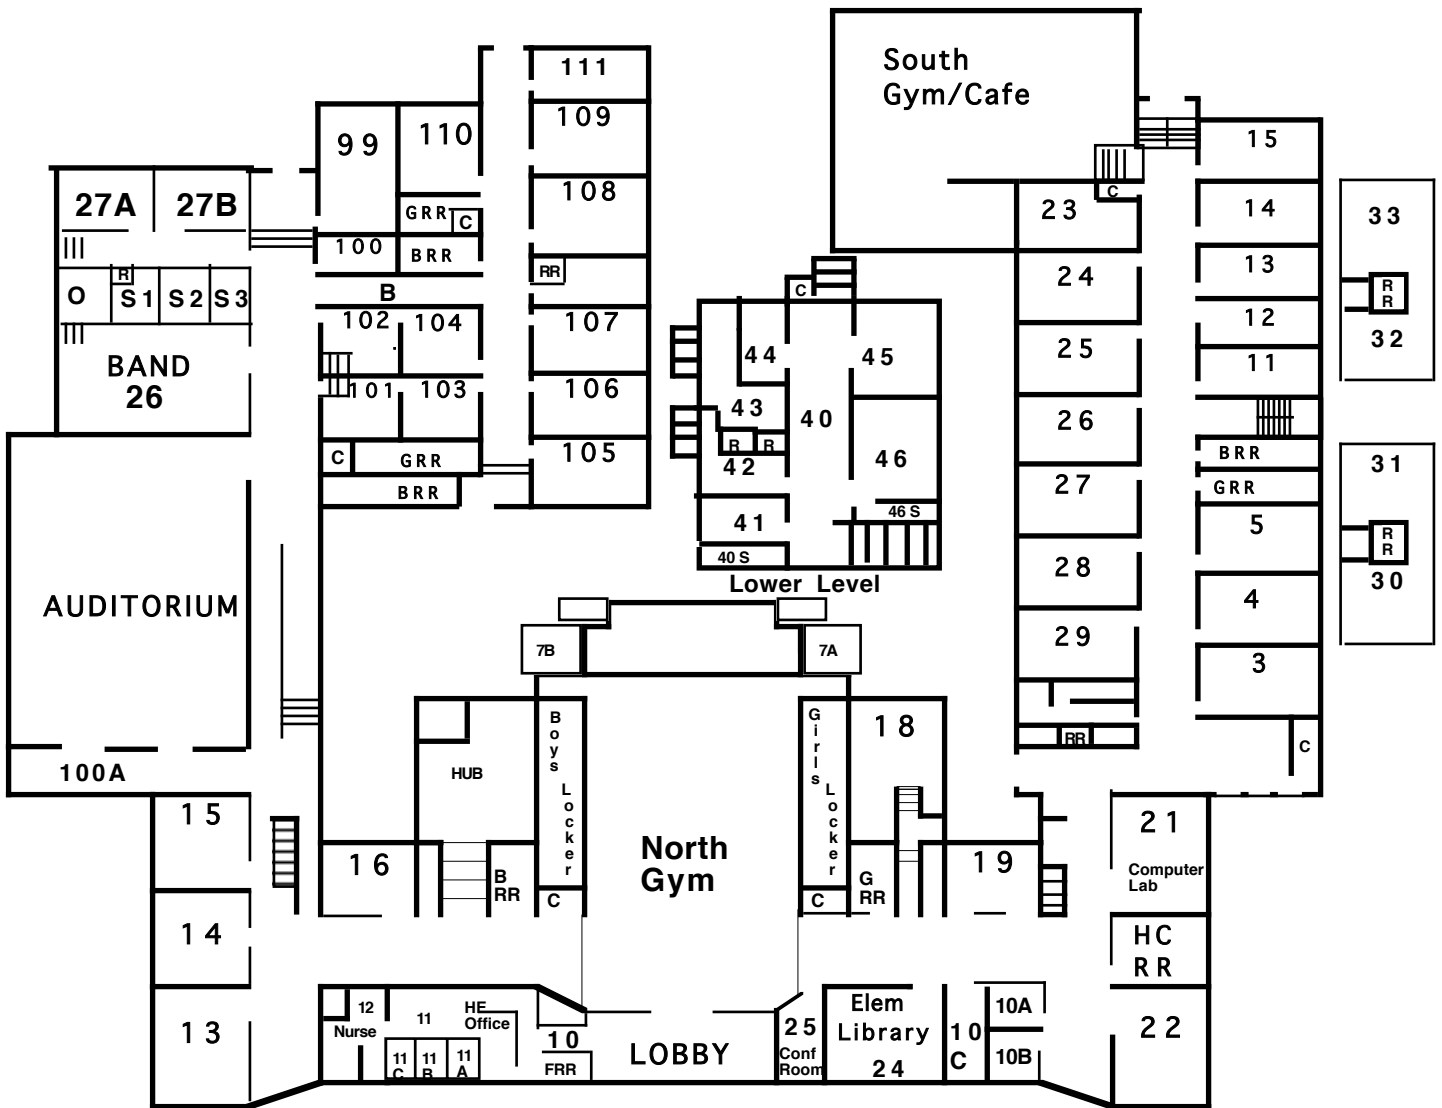 South
Gym/Cafe
111
109
110
99
108
GRR
C
100
BRR
RR
B
102
104
107
101
103
106
C
GRR
105
BRR
27A
27B
O
R
S1
S2
S3
BAND
26
AUDITORIUM
100A
15
14
13
12
11
BRR
GRR
5
4
3
C
C
23
24
25
26
27
28
29
RR
33
R
R
32
31
R
R
30
C
44
45
43
40
R
R
42
46
41
46 S
40 S
Lower Level
7B
7A
Boys
Locker
Girls
Locker
18
HUB
North
Gym
15
16
B
RR
C
C
G
RR
19
21
Computer
Lab
14
HC
RR
13
12
Nurse
11
HE
Office
11
C
11
B
11
A
10
FRR
LOBBY
25
Conf
Room
Elem
Library
24
10
C
10A
10B
22